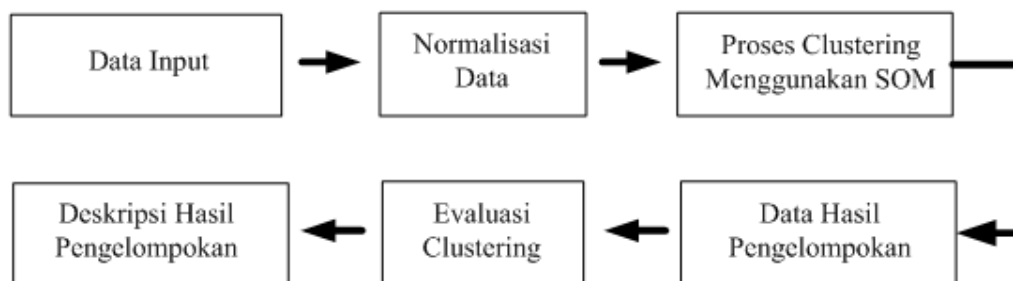 Data Input
Normalisasi
Data
Proses Clustering
Menggunakan SOM
Data Hasil
Pengelompokan
Evaluasi
Clustering
Deskripsi Hasil
Pengelompokan